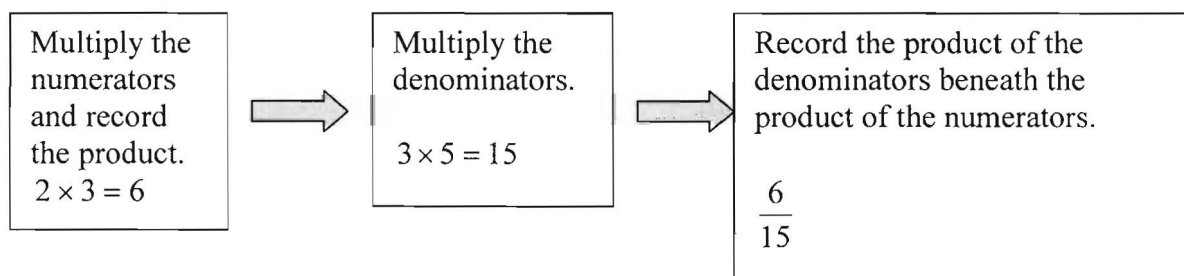 Multiply the
numerators
and record
the product.
2 × 3 = 6
Multiply the
denominators.
3 × 5 = 15
Record the product of the
denominators beneath the
product of the numerators.
6
15